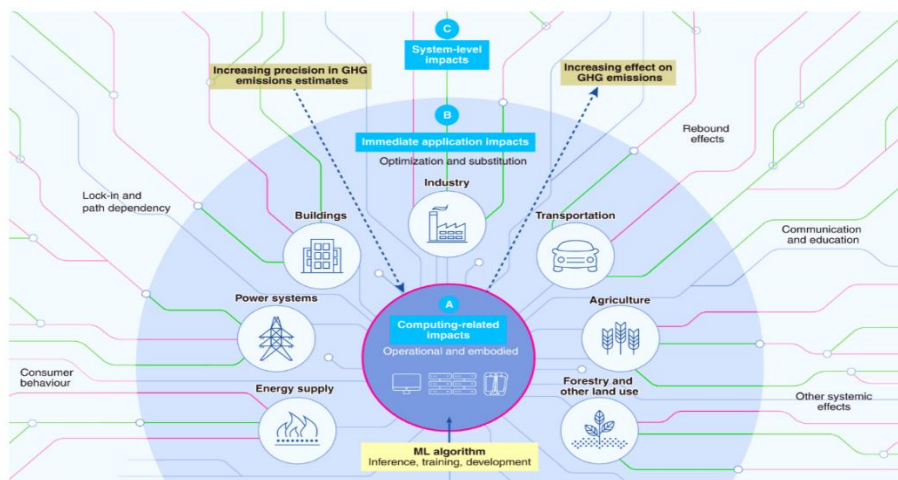 C
System-level
impacts
Increasing precision in GHG
emissions estimates
Increasing effect on
GHG emissions
B
Immediate application impacts
Optimization and substitution
Rebound
effects
Industry
Lock-in and
path dependency
Buildings
Transportation
Communication
and education
Power systems
A
Computing-related
impacts
Operational and embodied
Agriculture
Consumer
behaviour
Energy supply
Forestry and
other land use
Other systemic
effects
ML algorithm
Inference, training, development